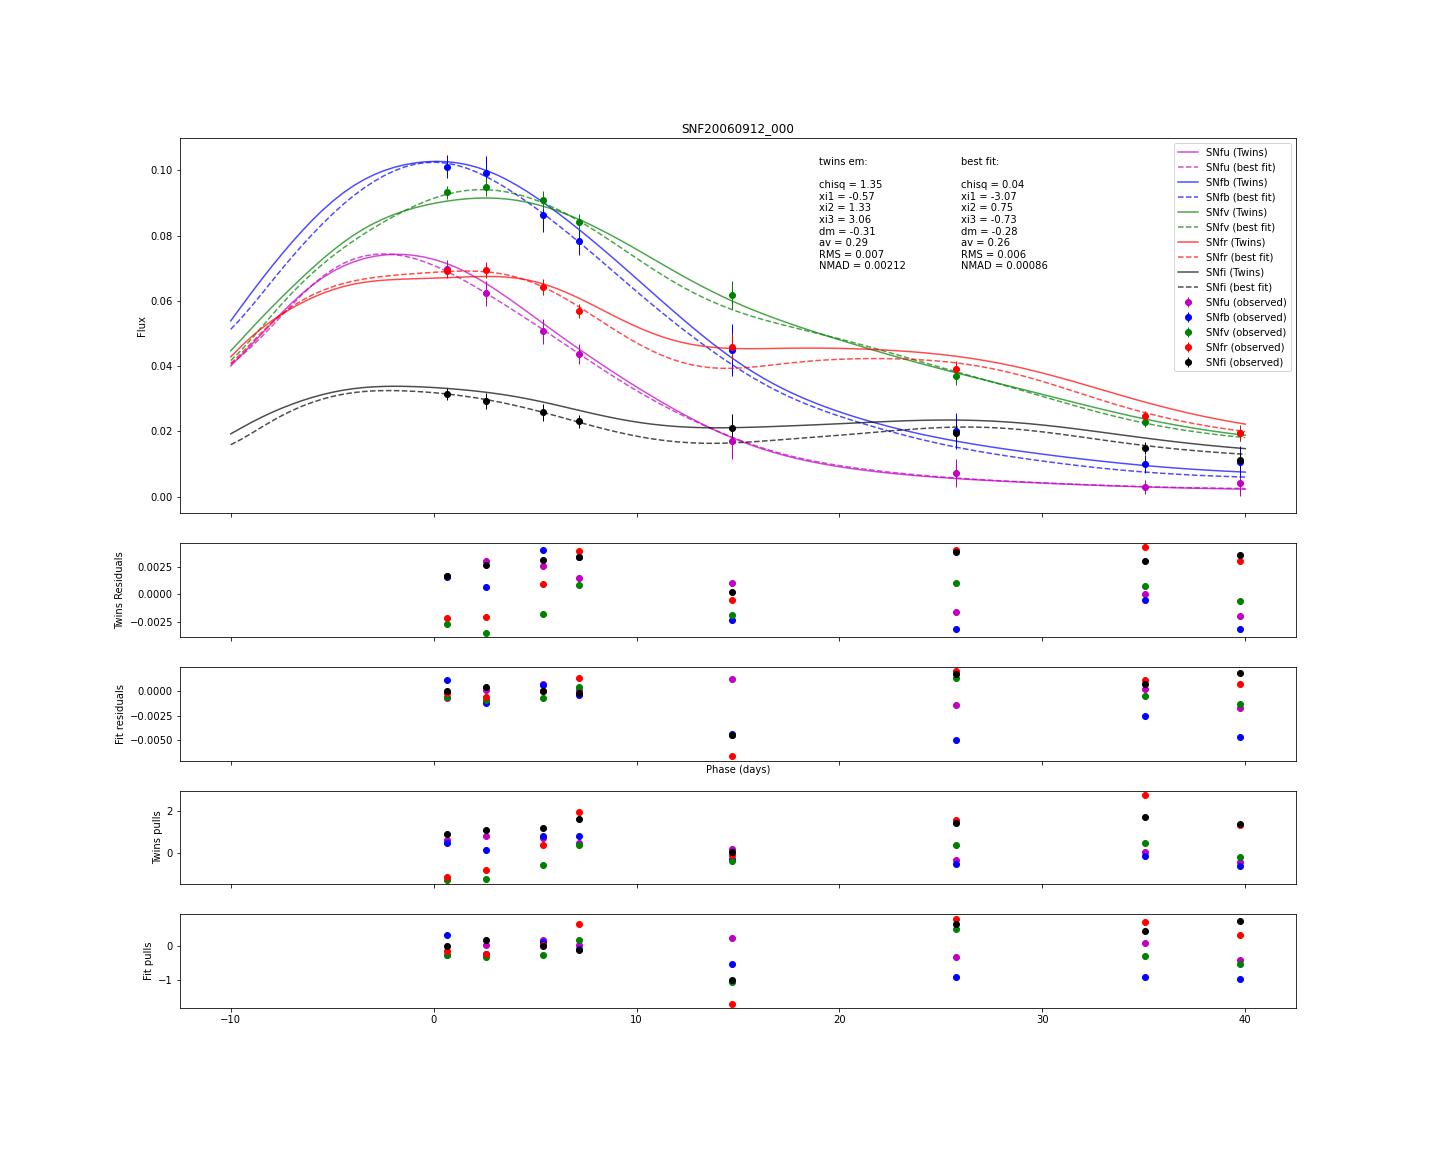 SNF20060912_000
Flux
0.10
0.08
0.06
0.04
0.02
0.00
twins em:
chisq = 1.35
xi1 = -0.57
xi2 = 1.33
xi3 = 3.06
dm = -0.31
av = 0.29
RMS = 0.007
NMAD = 0.00212
best fit:
chisq = 0.04
xi1 = -3.07
xi2 = 0.75
xi3 = -0.73
dm = -0.28
av = 0.26
RMS = 0.006
NMAD = 0.00086
SNfu (Twins)
SNfu (best fit)
SNfb (Twins)
SNfb (best fit)
SNfv (Twins)
SNfv (best fit)
SNfr (Twins)
SNfr (best fit)
SNfi (Twins)
SNfi (best fit)
SNfu (observed)
SNfb (observed)
SNfv (observed)
SNfr (observed)
SNfi (observed)
Twins Residuals
0.0025
0.0000
−0.0025
Fit residuals
0.0000
−0.0025
−0.0050
Phase (days)
Twins pulls
2
0
Fit pulls
0
−1
−10 0 10 20 30 40